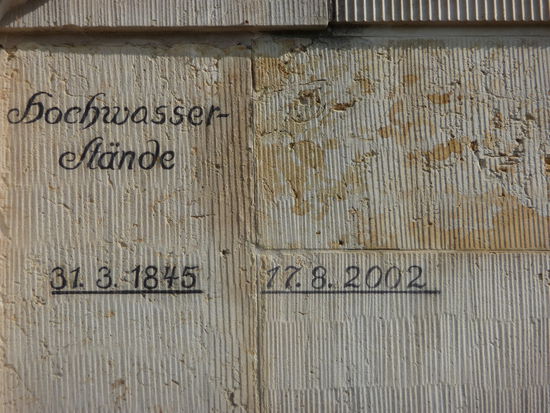 Hochwasser-
Stände
31. 3. 1845 17. 8. 2002